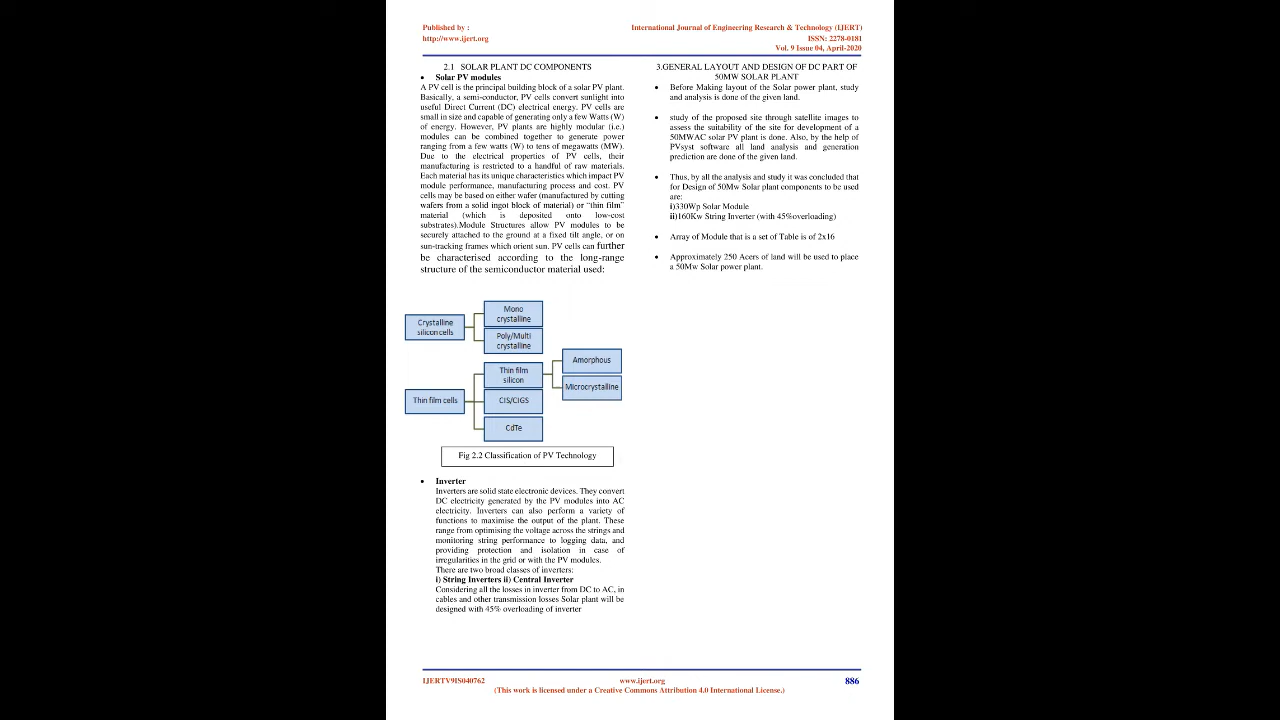 Published by :
http://www.ijert.org
International Journal of Engineering Research & Technology (IJERT)
ISSN: 2278-0181
Vol. 9 Issue 04, April-2020
2.1 SOLAR PLANT DC COMPONENTS
• Solar PV modules
A PV cell is the principal building block of a solar PV plant.
Basically, a semi-conductor, PV cells convert sunlight into
useful Direct Current (DC) electrical energy. PV cells are
small in size and capable of generating only a few Watts (W)
of energy. However, PV plants are highly modular (i.e.)
modules can be combined together to generate power
ranging from a few watts (W) to tens of megawatts (MW).
Due to the electrical properties of PV cells, their
manufacturing is restricted to a handful of raw materials.
Each material has its unique characteristics which impact PV
module performance, manufacturing process and cost. PV
cells may be based on either wafer (manufactured by cutting
wafers from a solid ingot block of material) or “thin film”
material (which is deposited onto low-cost
substrates).Module Structures allow PV modules to be
securely attached to the ground at a fixed tilt angle, or on
sun-tracking frames which orient sun. PV cells can further
be characterised according to the long-range
structure of the semiconductor material used:
Crystalline
silicon cells
Mono
crystalline
Poly/Multi
crystalline
Thin film cells
Thin film
silicon
CIS/CIGS
CdTe
Amorphous
Microcrystalline
Fig 2.2 Classification of PV Technology
• Inverter
Inverters are solid state electronic devices. They convert
DC electricity generated by the PV modules into AC
electricity. Inverters can also perform a variety of
functions to maximise the output of the plant. These
range from optimising the voltage across the strings and
monitoring string performance to logging data, and
providing protection and isolation in case of
irregularities in the grid or with the PV modules.
There are two broad classes of inverters:
i) String Inverters ii) Central Inverter
Considering all the losses in inverter from DC to AC, in
cables and other transmission losses Solar plant will be
designed with 45% overloading of inverter
3.GENERAL LAYOUT AND DESIGN OF DC PART OF
50MW SOLAR PLANT
• Before Making layout of the Solar power plant, study
and analysis is done of the given land.
• study of the proposed site through satellite images to
assess the suitability of the site for development of a
50MWAC solar PV plant is done. Also, by the help of
PVsyst software all land analysis and generation
prediction are done of the given land.
• Thus, by all the analysis and study it was concluded that
for Design of 50Mw Solar plant components to be used
are:
i)330Wp Solar Module
ii)160Kw String Inverter (with 45%overloading)
• Array of Module that is a set of Table is of 2x16
• Approximately 250 Acers of land will be used to place
a 50Mw Solar power plant.
IJERTV9IS040762
www.ijert.org
886
(This work is licensed under a Creative Commons Attribution 4.0 International License.)